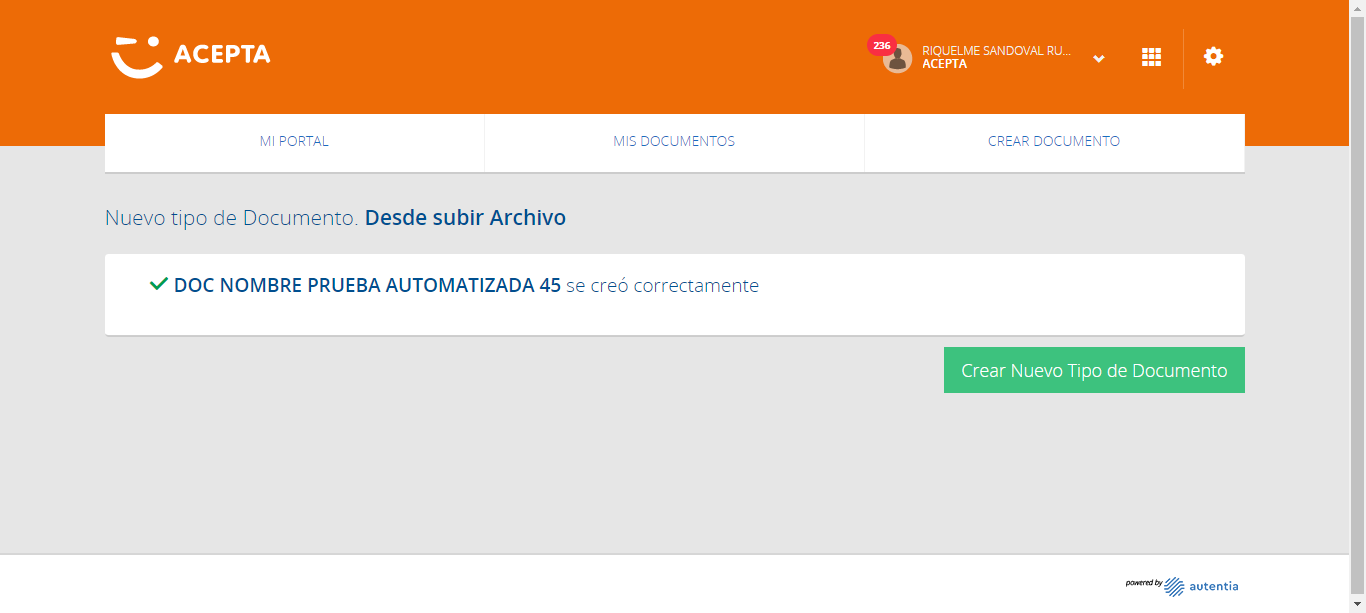 ACEPTA
236
RIQUELME SANDOVAL RU...
ACEPTA
MI PORTAL
MIS DOCUMENTOS
CREAR DOCUMENTO
Nuevo tipo de Documento. Desde subir Archivo
DOC NOMBRE PRUEBA AUTOMATIZADA 45 se creó correctamente
Crear Nuevo Tipo de Documento
powered by autentia